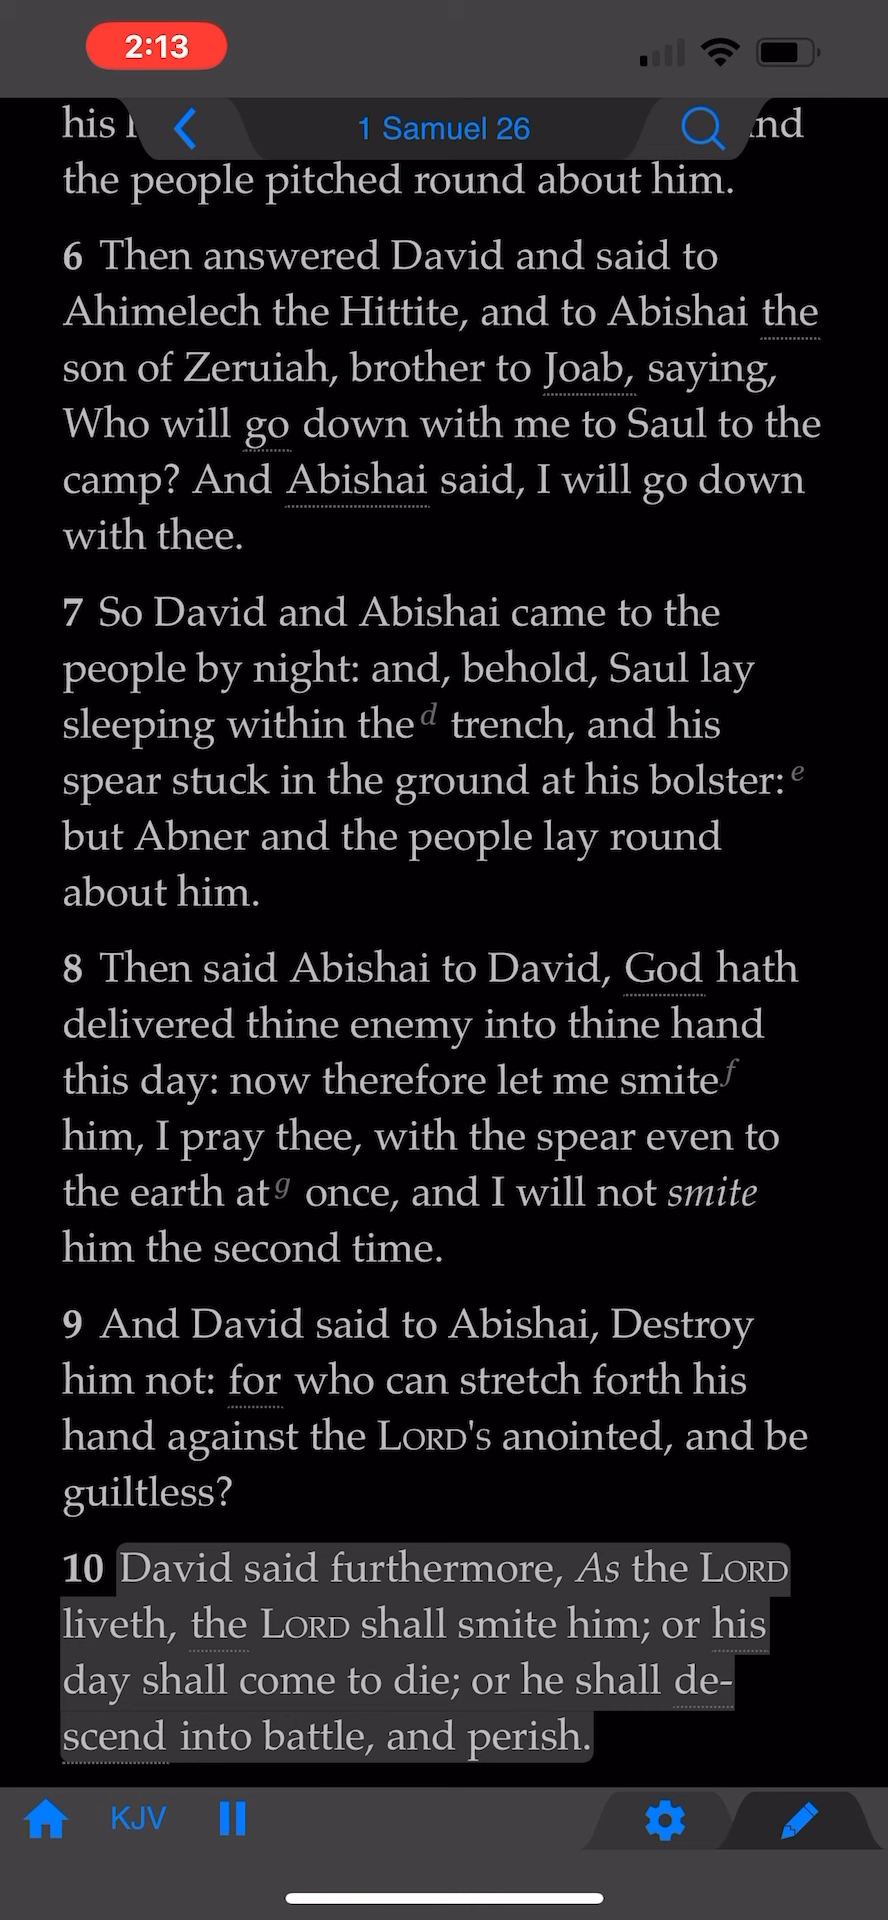 2:13
his
1 Samuel 26
the people pitched round about him.
6 Then answered David and said to
Ahimelech the Hittite, and to Abishai the
son of Zeruiah, brother to Joab, saying,
Who will go down with me to Saul to the
camp? And Abishai said, I will go down
with thee.
7 So David and Abishai came to the
people by night: and, behold, Saul lay
sleeping within the d trench, and his
spear stuck in the ground at his bolster: e
but Abner and the people lay round
about him.
8 Then said Abishai to David, God hath
delivered thine enemy into thine hand
this day: now therefore let me smite f
him, I pray thee, with the spear even to
the earth at g once, and I will not smite
him the second time.
9 And David said to Abishai, Destroy
him not: for who can stretch forth his
hand against the LORD's anointed, and be
guiltless?
10 David said furthermore, As the LORD
liveth, the LORD shall smite him; or his
day shall come to die; or he shall de-
scend into battle, and perish.
KJV